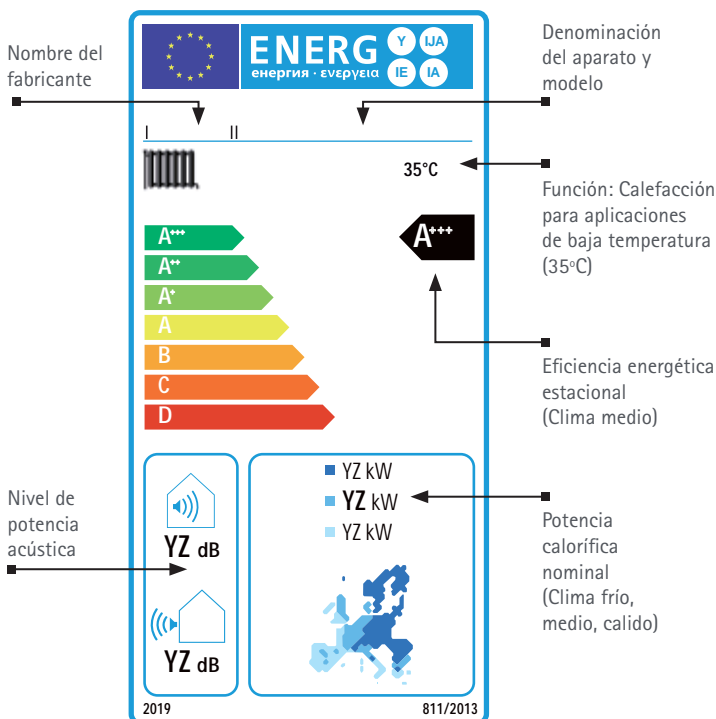 Nombre del
fabricante
ENERG
енергия · ενεργεια
Y
IJA
IE
IA
Denominación
del aparato y
modelo
I
II
35°C
Función: Calefacción
para aplicaciones
de baja temperatura
(35ºC)
A+++
A++
A+
A
B
C
D
A+++
Eficiencia energética
estacional
(Clima medio)
Nivel de
potencia
acústica
YZ dB
YZ dB
YZ kW
YZ kW
YZ kW
Potencia
calorífica
nominal
(Clima frío,
medio, calido)
2019
811/2013